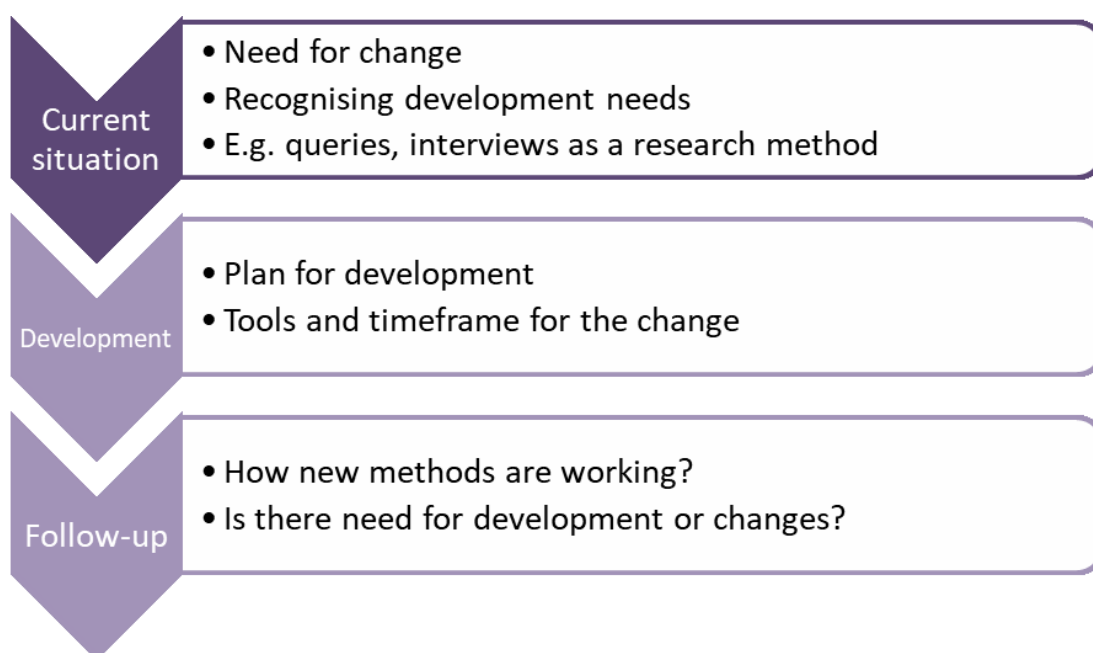 Current
situation
• Need for change
• Recognising development needs
• E.g. queries, interviews as a research method
Development
• Plan for development
• Tools and timeframe for the change
Follow-up
• How new methods are working?
• Is there need for development or changes?